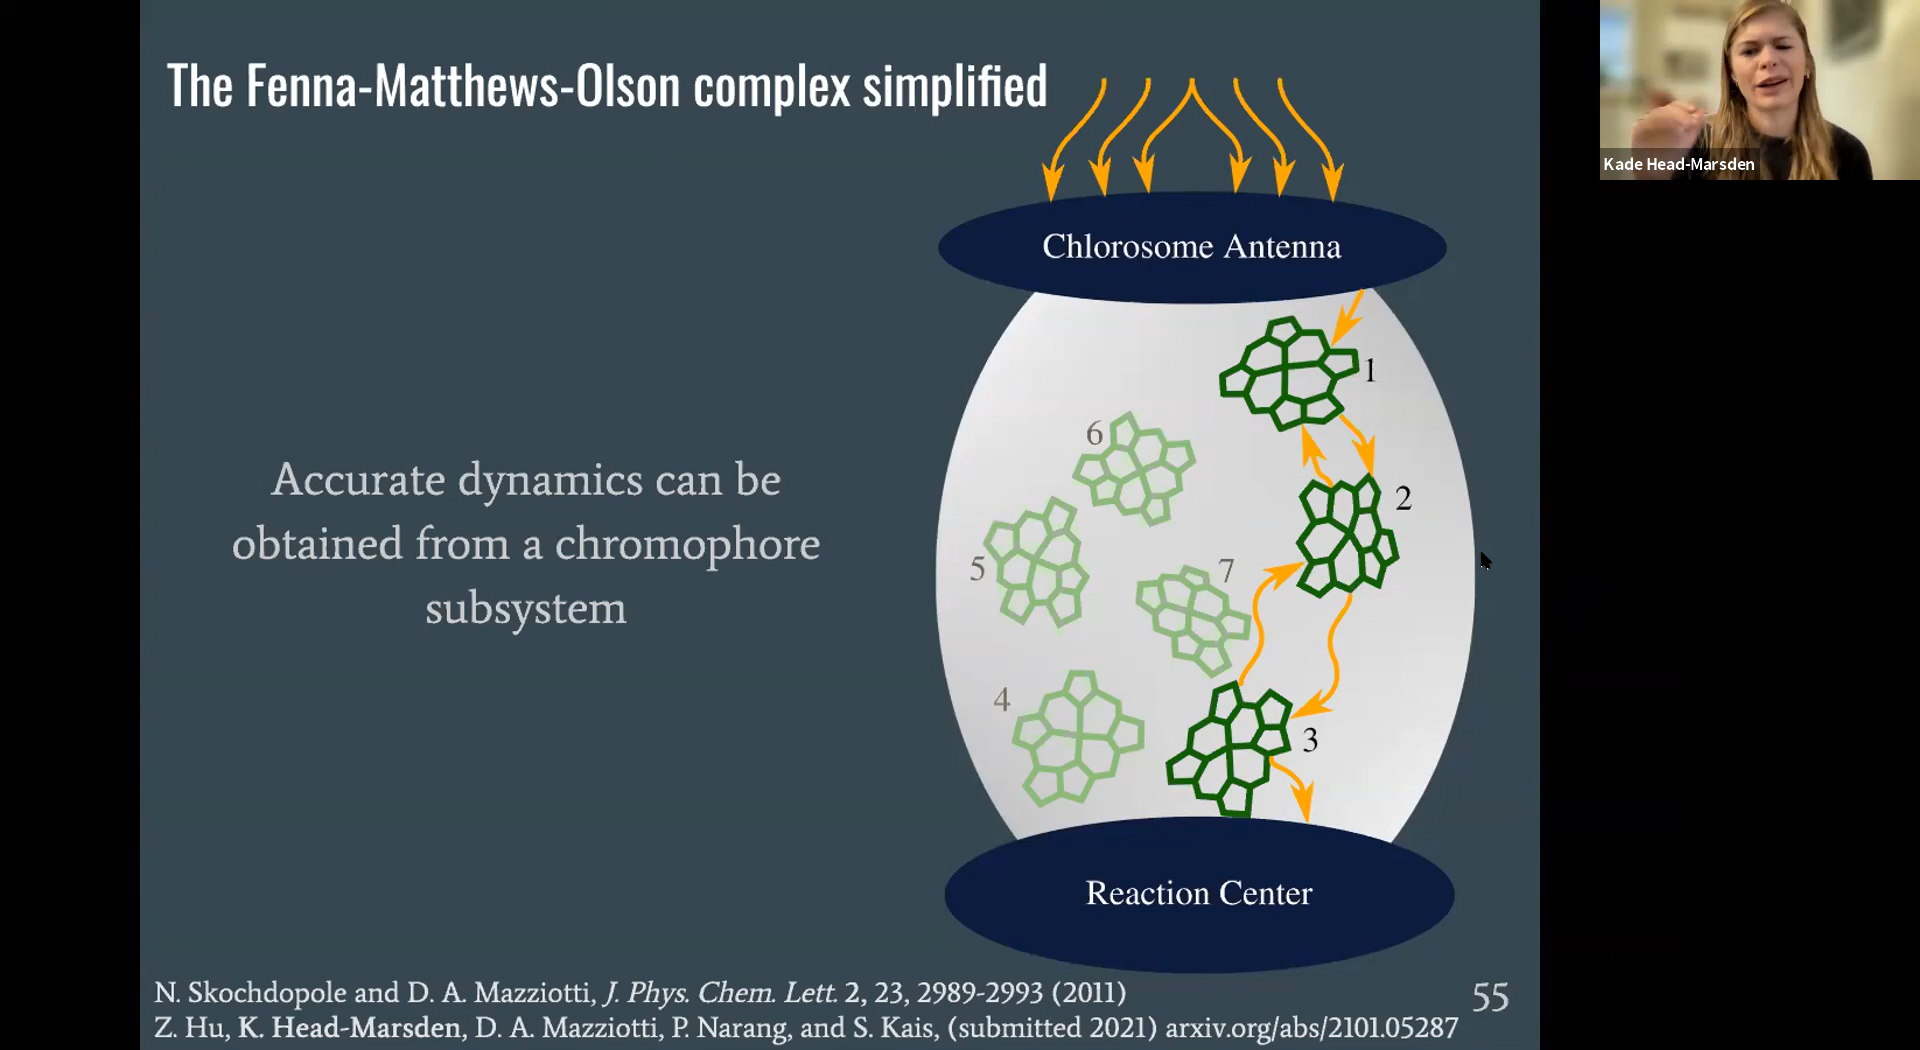 The Fenna-Matthews-Olson complex simplified
Kade Head-Marsden
Chlorosome Antenna
1
6
2
5
7
4
3
Accurate dynamics can be
obtained from a chromophore
subsystem
Reaction Center
N. Skochdopole and D. A. Mazziotti, J. Phys. Chem. Lett. 2, 23, 2989-2993 (2011)
55
Z. Hu, K. Head-Marsden, D. A. Mazziotti, P. Narang, and S. Kais, (submitted 2021) arxiv.org/abs/2101.05287